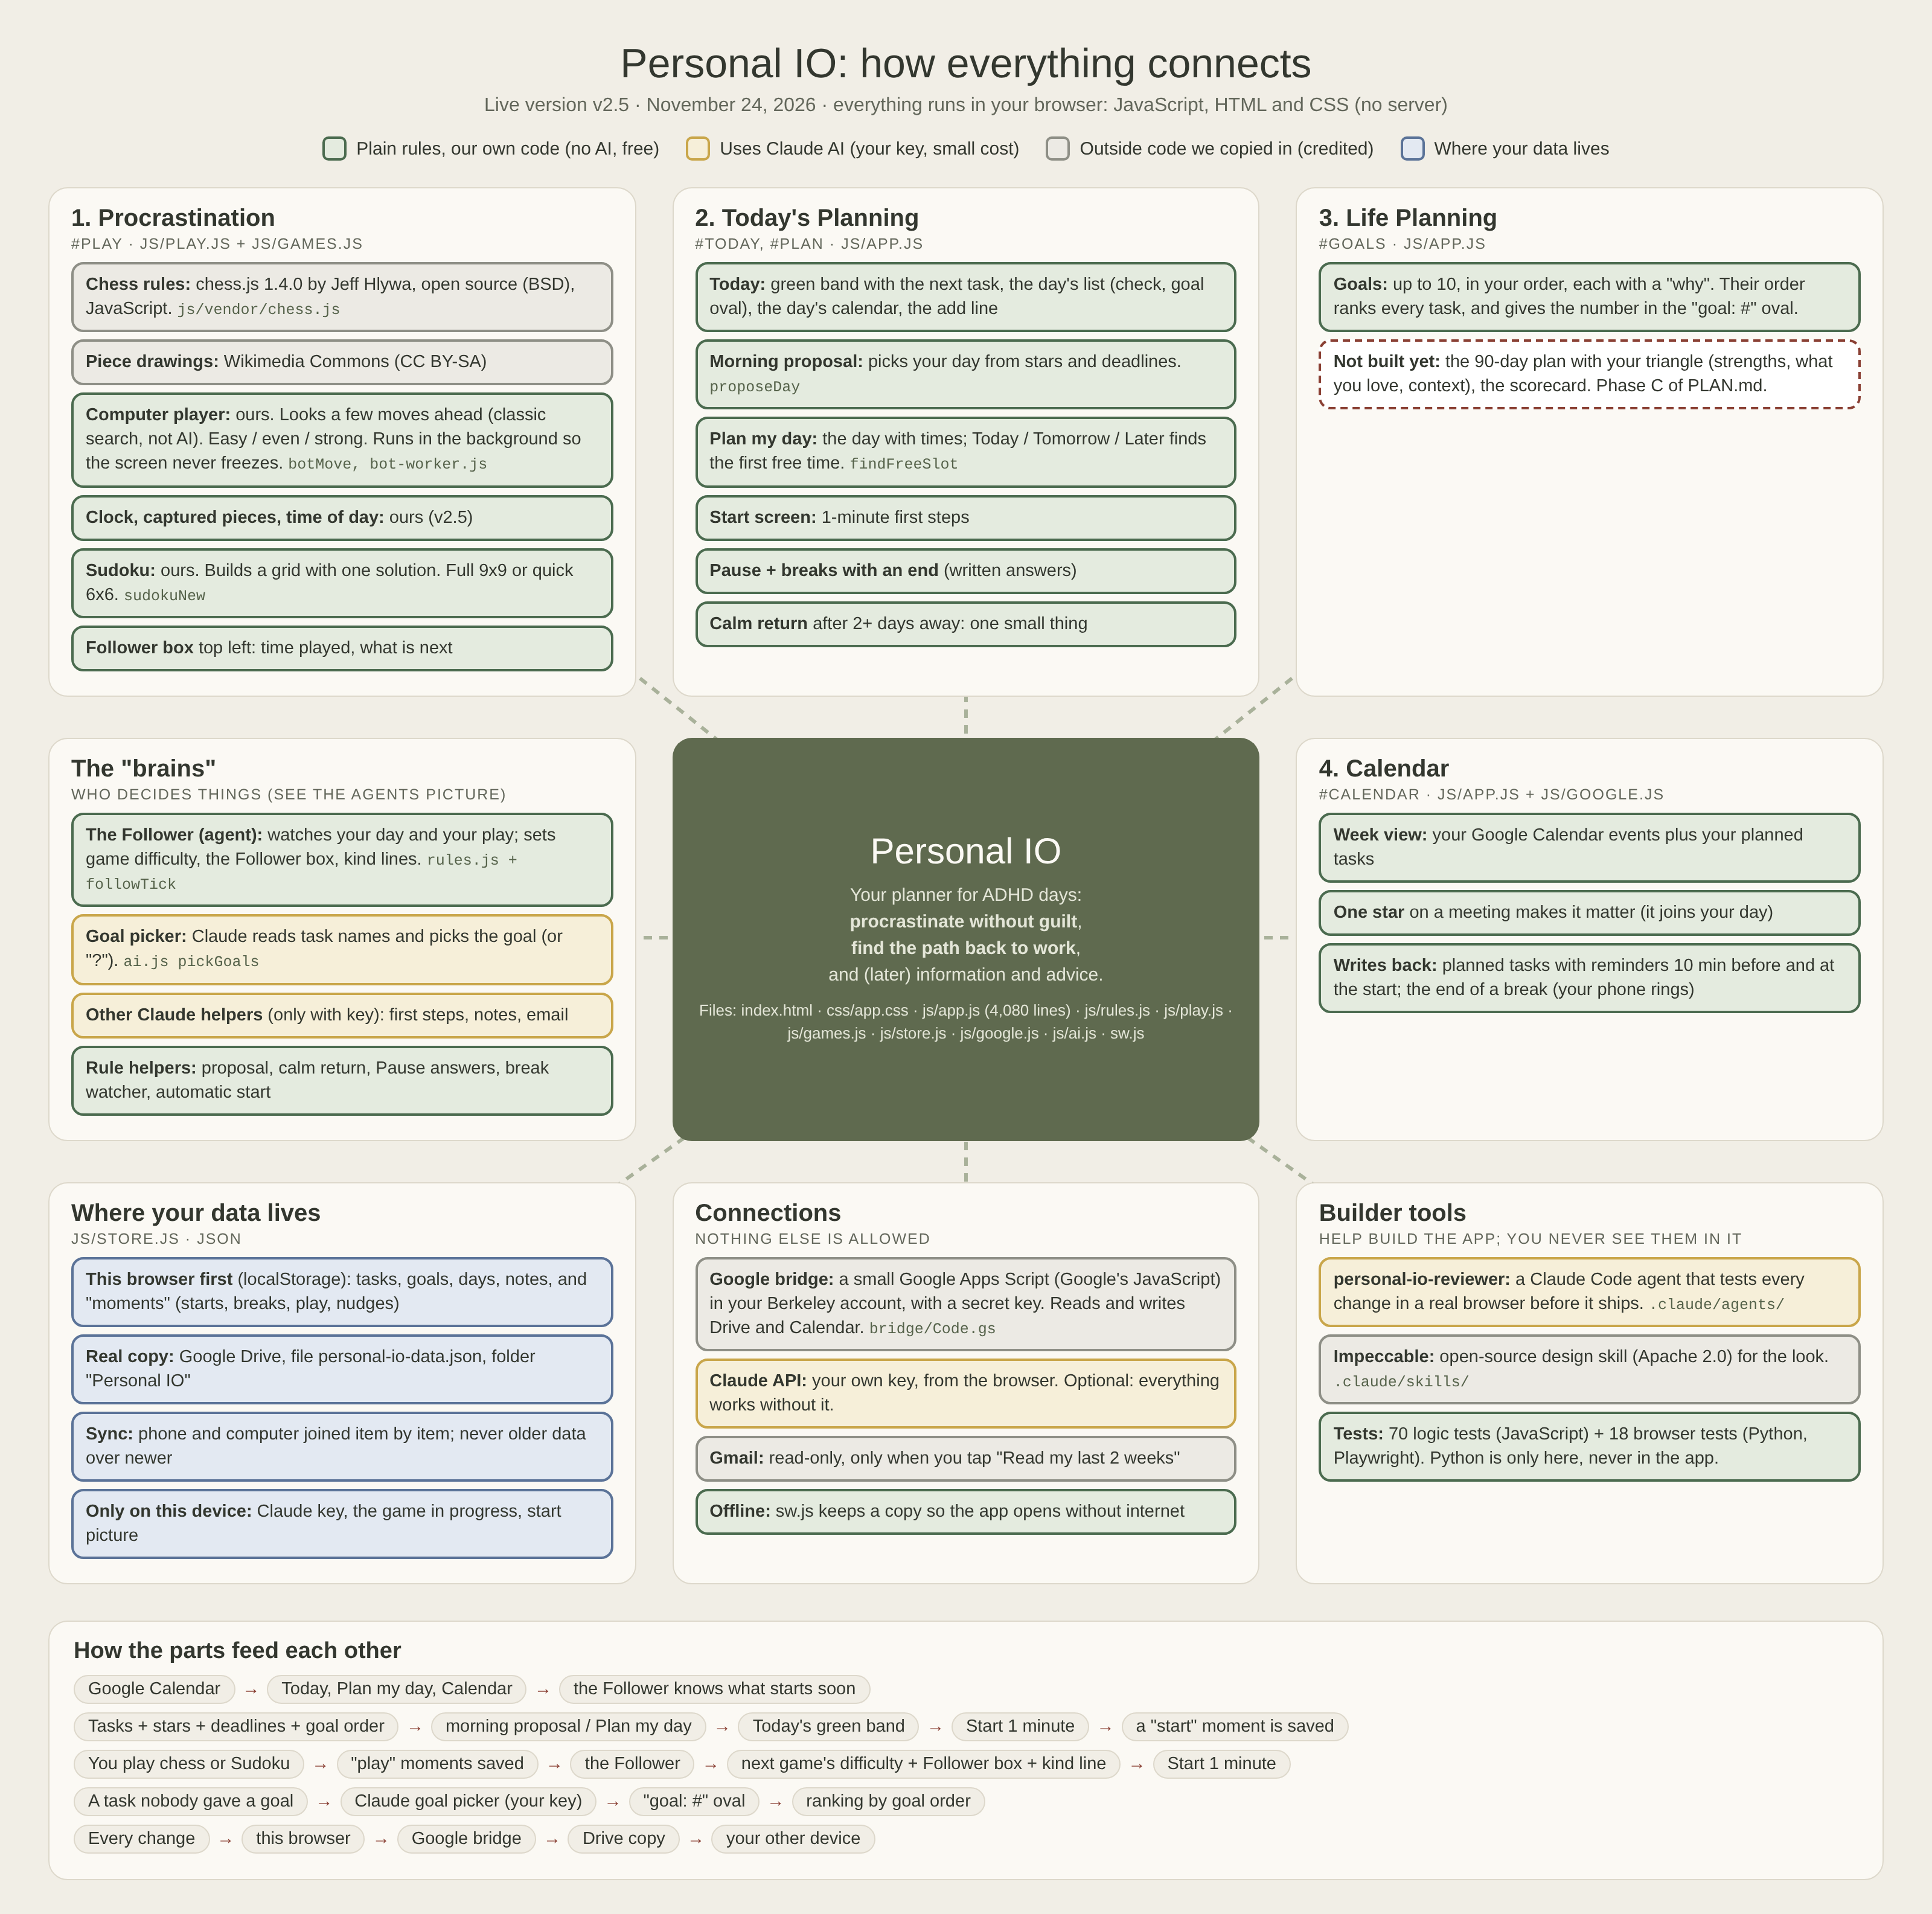 Personal IO: how everything connects
Live version v2.5 · November 24, 2026 · everything runs in your browser: JavaScript, HTML and CSS (no server)
Plain rules, our own code (no AI, free)
Uses Claude AI (your key, small cost)
Outside code we copied in (credited)
Where your data lives
1. Procrastination
#PLAY · JS/PLAY.JS + JS/GAMES.JS
Chess rules: chess.js 1.4.0 by Jeff Hlywa, open source (BSD),
JavaScript. js/vendor/chess.js
Piece drawings: Wikimedia Commons (CC BY-SA)
Computer player: ours. Looks a few moves ahead (classic
search, not AI). Easy / even / strong. Runs in the background so
the screen never freezes. botMove, bot-worker.js
Clock, captured pieces, time of day: ours (v2.5)
Sudoku: ours. Builds a grid with one solution. Full 9x9 or quick
6x6. sudokuNew
Follower box top left: time played, what is next
2. Today's Planning
#TODAY, #PLAN · JS/APP.JS
Today: green band with the next task, the day's list (check, goal
oval), the day's calendar, the add line
Morning proposal: picks your day from stars and deadlines.
proposeDay
Plan my day: the day with times; Today / Tomorrow / Later finds
the first free time. findFreeSlot
Start screen: 1-minute first steps
Pause + breaks with an end (written answers)
Calm return after 2+ days away: one small thing
3. Life Planning
#GOALS · JS/APP.JS
Goals: up to 10, in your order, each with a "why". Their order
ranks every task, and gives the number in the "goal: #" oval.
Not built yet: the 90-day plan with your triangle (strengths, what
you love, context), the scorecard. Phase C of PLAN.md.
The "brains"
WHO DECIDES THINGS (SEE THE AGENTS PICTURE)
The Follower (agent): watches your day and your play; sets
game difficulty, the Follower box, kind lines. rules.js +
followTick
Goal picker: Claude reads task names and picks the goal (or
"?"). ai.js pickGoals
Other Claude helpers (only with key): first steps, notes, email
Rule helpers: proposal, calm return, Pause answers, break
watcher, automatic start
Personal IO
Your planner for ADHD days:
procrastinate without guilt,
find the path back to work,
and (later) information and advice.
Files: index.html · css/app.css · js/app.js (4,080 lines) · js/rules.js · js/play.js ·
js/games.js · js/store.js · js/google.js · js/ai.js · sw.js
4. Calendar
#CALENDAR · JS/APP.JS + JS/GOOGLE.JS
Week view: your Google Calendar events plus your planned
tasks
One star on a meeting makes it matter (it joins your day)
Writes back: planned tasks with reminders 10 min before and at
the start; the end of a break (your phone rings)
Where your data lives
JS/STORE.JS · JSON
This browser first (localStorage): tasks, goals, days, notes, and
"moments" (starts, breaks, play, nudges)
Real copy: Google Drive, file personal-io-data.json, folder
"Personal IO"
Sync: phone and computer joined item by item; never older data
over newer
Only on this device: Claude key, the game in progress, start
picture
Connections
NOTHING ELSE IS ALLOWED
Google bridge: a small Google Apps Script (Google's JavaScript)
in your Berkeley account, with a secret key. Reads and writes
Drive and Calendar. bridge/Code.gs
Claude API: your own key, from the browser. Optional: everything
works without it.
Gmail: read-only, only when you tap "Read my last 2 weeks"
Offline: sw.js keeps a copy so the app opens without internet
Builder tools
HELP BUILD THE APP; YOU NEVER SEE THEM IN IT
personal-io-reviewer: a Claude Code agent that tests every
change in a real browser before it ships. .claude/agents/
Impeccable: open-source design skill (Apache 2.0) for the look.
.claude/skills/
Tests: 70 logic tests (JavaScript) + 18 browser tests (Python,
Playwright). Python is only here, never in the app.
How the parts feed each other
Google Calendar → Today, Plan my day, Calendar → the Follower knows what starts soon
Tasks + stars + deadlines + goal order → morning proposal / Plan my day → Today's green band → Start 1 minute → a "start" moment is saved
You play chess or Sudoku → "play" moments saved → the Follower → next game's difficulty + Follower box + kind line → Start 1 minute
A task nobody gave a goal → Claude goal picker (your key) → "goal: #" oval → ranking by goal order
Every change → this browser → Google bridge → Drive copy → your other device